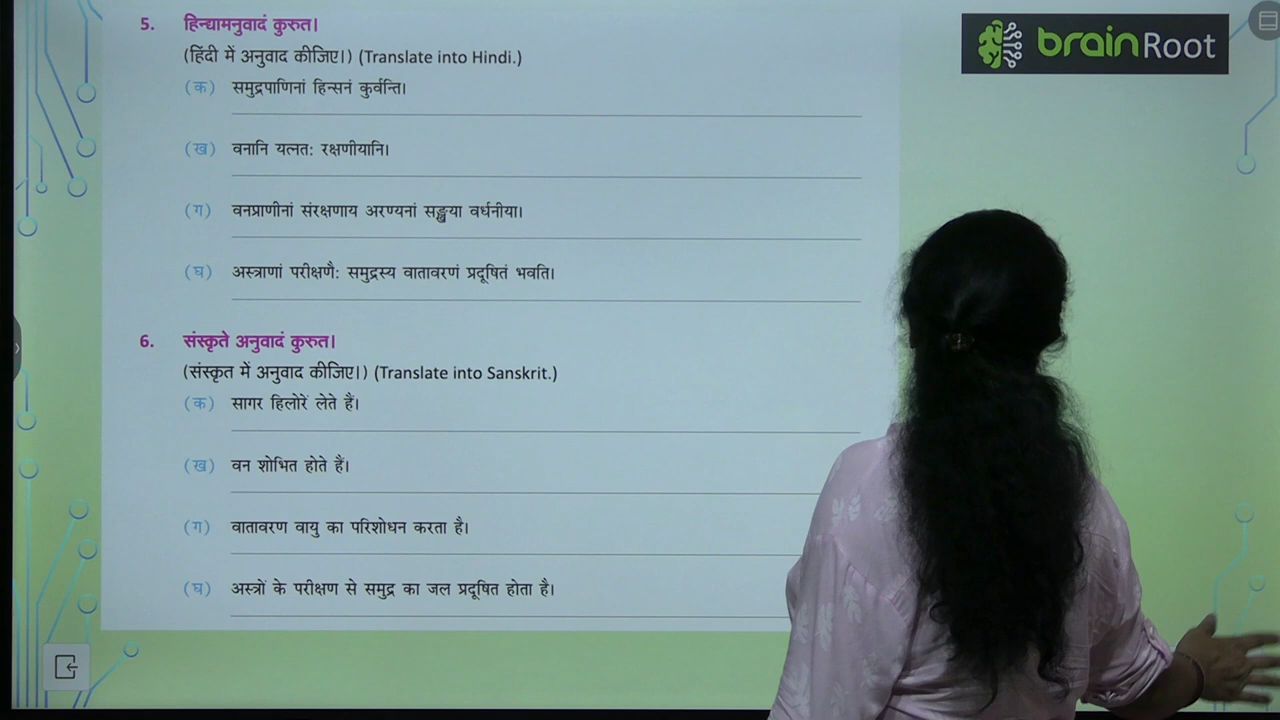 brainRoot
5. हिन्द्यामनुवादं कुरुत।
(हिंदी में अनुवाद कीजिए।) (Translate into Hindi.)
(क) समुद्रपाणिनां हिन्सनं कुर्वन्ति।
(ख) वनानि यत्नत: रक्षणीयानि।
(ग) वनप्राणीनां संरक्षणाय अरण्यनां सङ्ख्या वर्धनीया।
(घ) अस्त्राणां परीक्षणै: समुद्रस्य वातावरणं प्रदूषितं भवति।
6. संस्कृते अनुवादं कुरुत।
(संस्कृत में अनुवाद कीजिए।) (Translate into Sanskrit.)
(क) सागर हिलोरें लेते हैं।
(ख) वन शोभित होते हैं।
(ग) वातावरण वायु का परिशोधन करता है।
(घ) अस्त्रों के परीक्षण से समुद्र का जल प्रदूषित होता है।